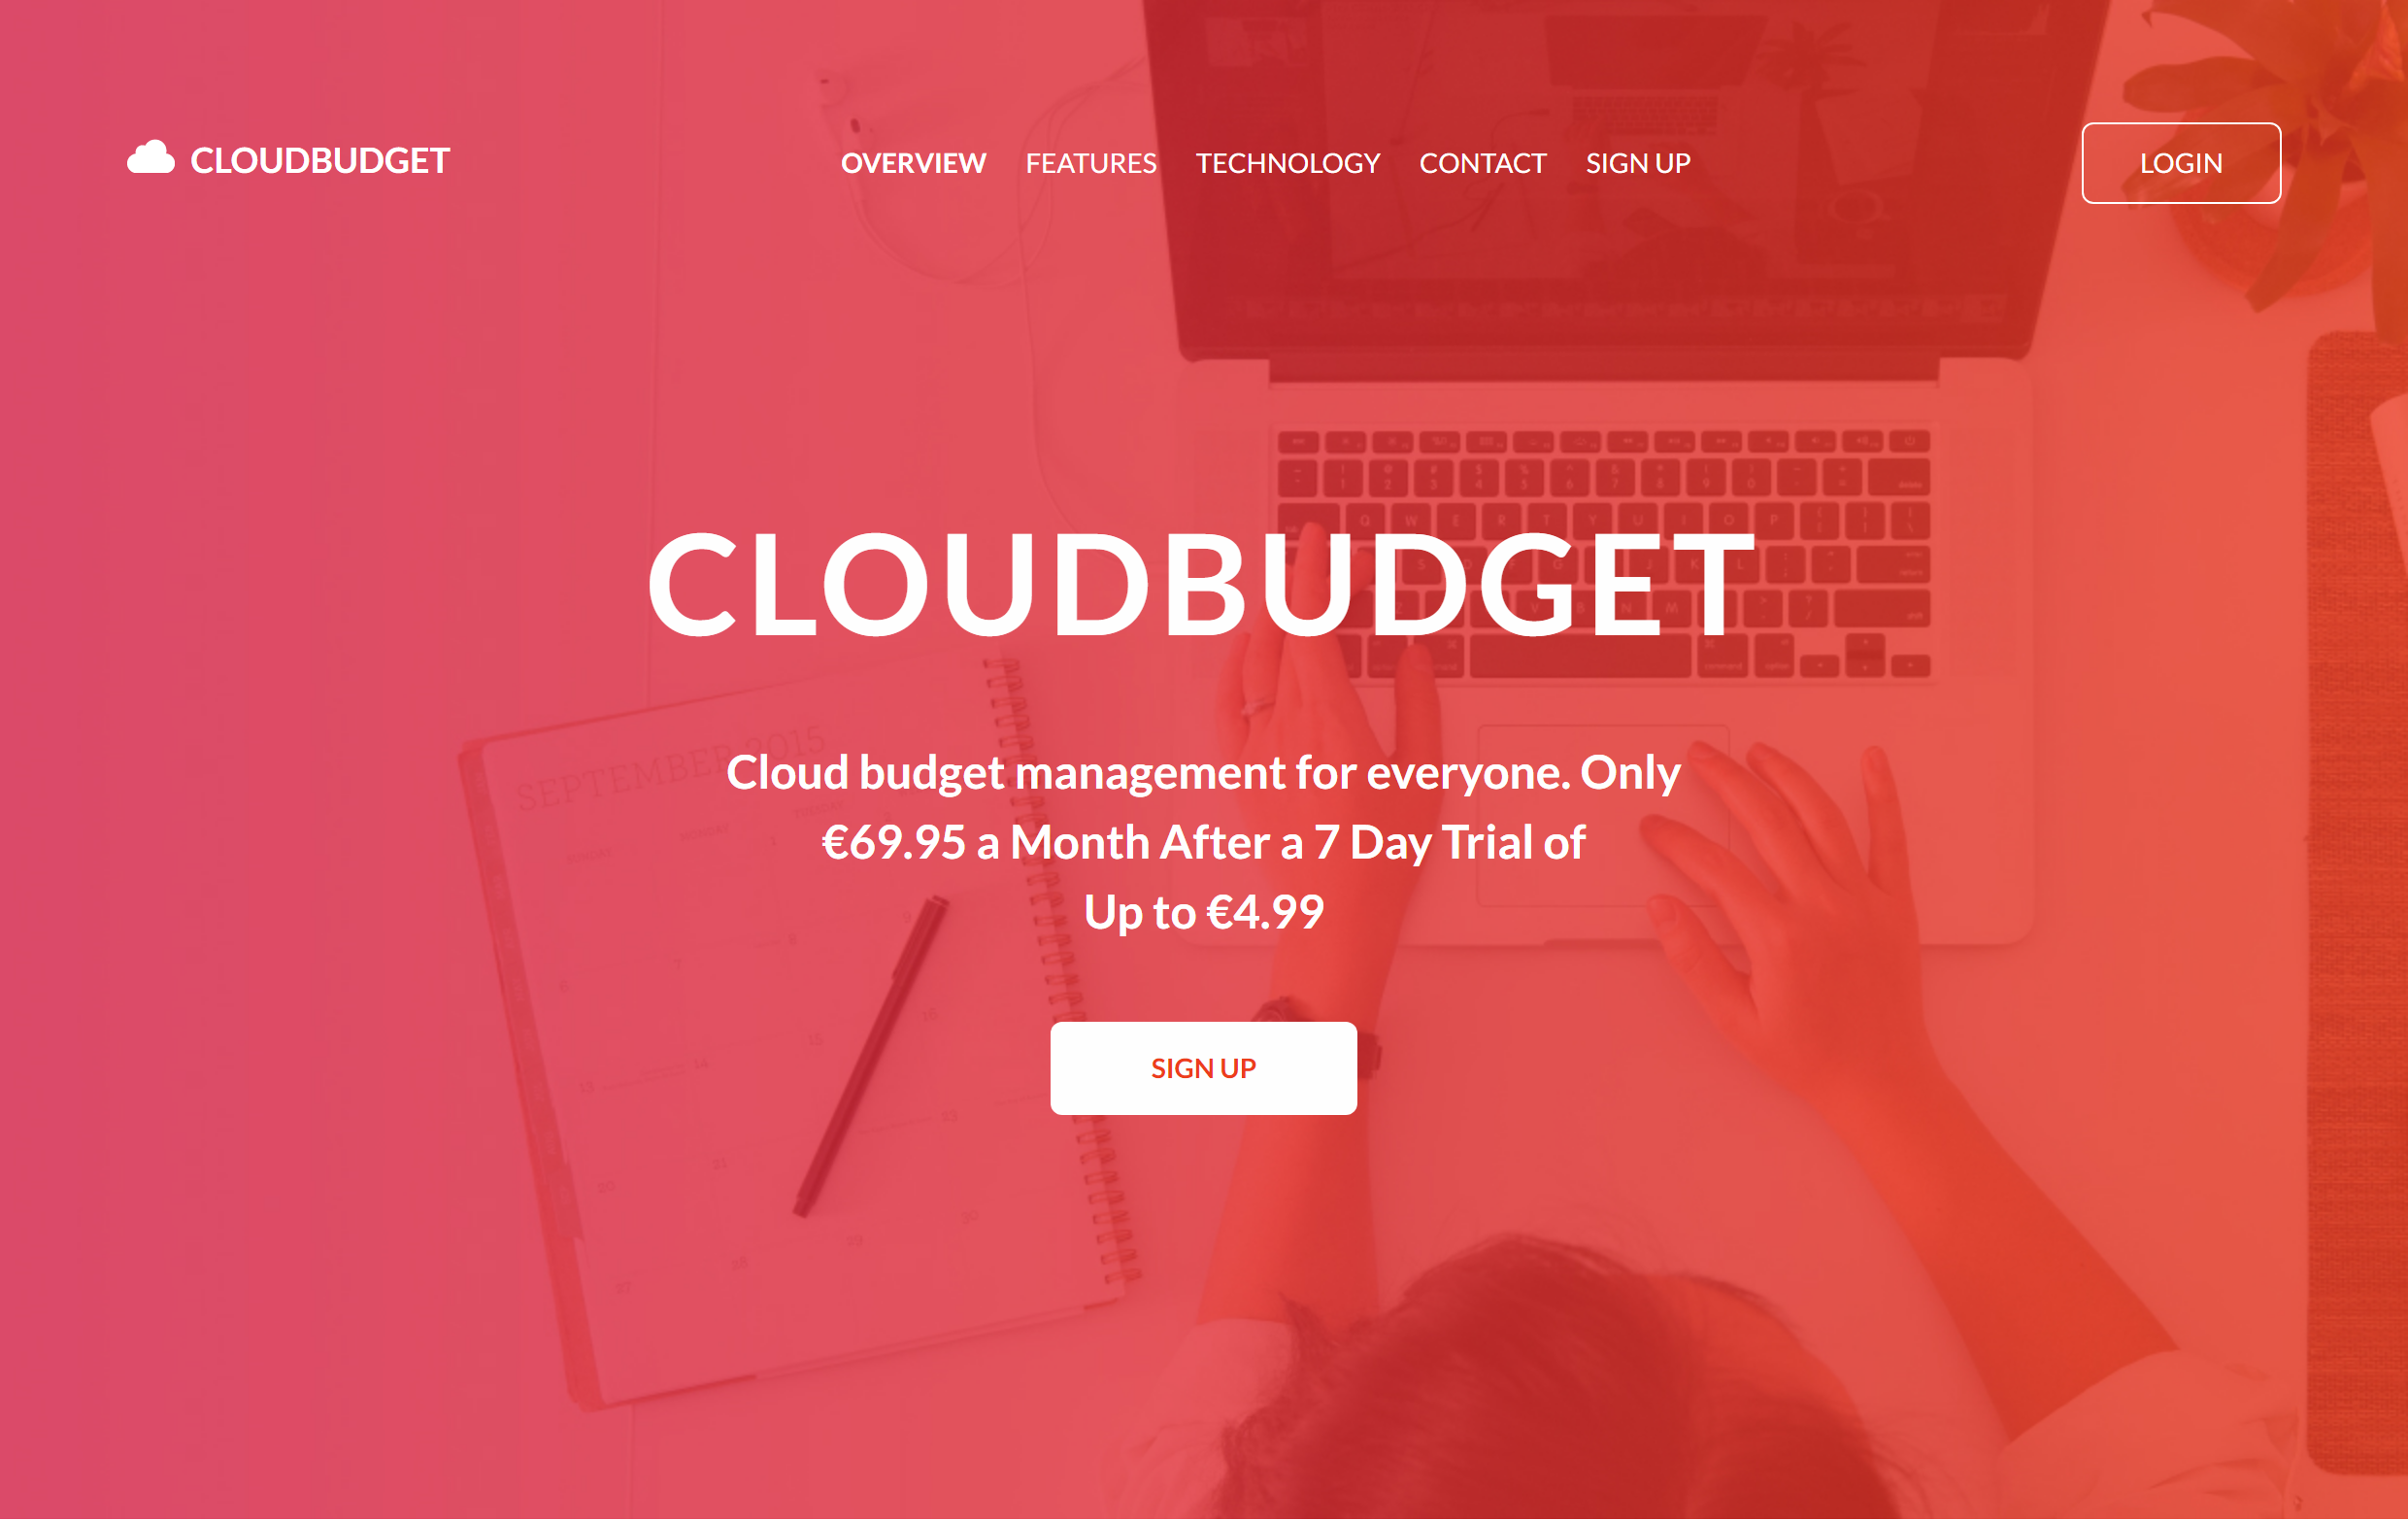 CLOUDBUDGET
OVERVIEW FEATURES TECHNOLOGY CONTACT SIGN UP
LOGIN
CLOUDBUDGET
SEPTEMBER 2015
Cloud budget management for everyone. Only
€69.95 a Month After a 7 Day Trial of
Up to €4.99
SIGN UP